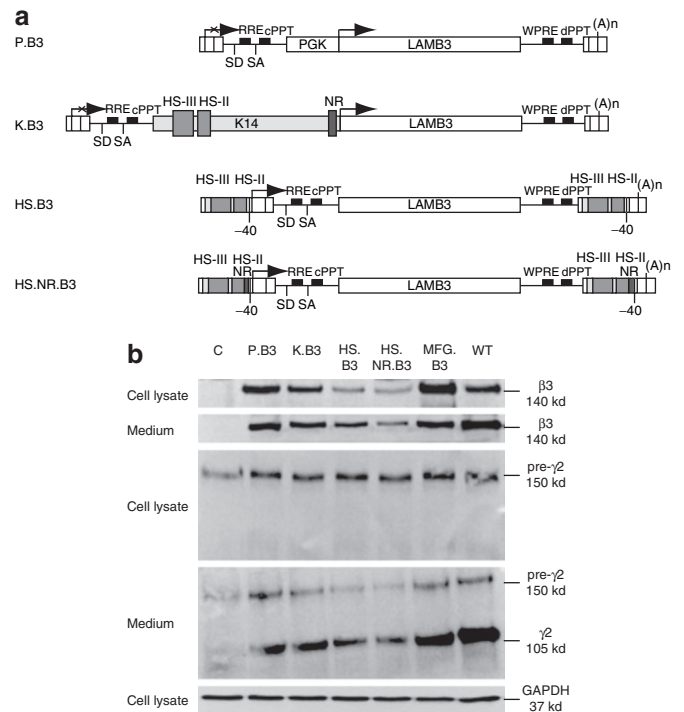 a
P.B3
RRE cPPT
SD SA
PGK
LAMB3
WPRE dPPT
(A)n
K.B3
RRE cPPT
SD SA
HS-III HS-II
K14
NR
LAMB3
WPRE dPPT
(A)n
HS.B3
HS-III HS-II
–40
RRE cPPT
SD SA
LAMB3
WPRE dPPT
HS-III HS-II
(A)n
–40
HS.NR.B3
HS-III HS-II
NR
–40
RRE cPPT
SD SA
LAMB3
WPRE dPPT
HS-III HS-II
NR
(A)n
–40
b
C P.B3 K.B3 HS.B3 HS.NR.B3 MFG.B3 WT
Cell lysate
β3
140 kd
Medium
β3
140 kd
Cell lysate
pre-γ2
150 kd
Medium
pre-γ2
150 kd
γ2
105 kd
Cell lysate
GAPDH
37 kd